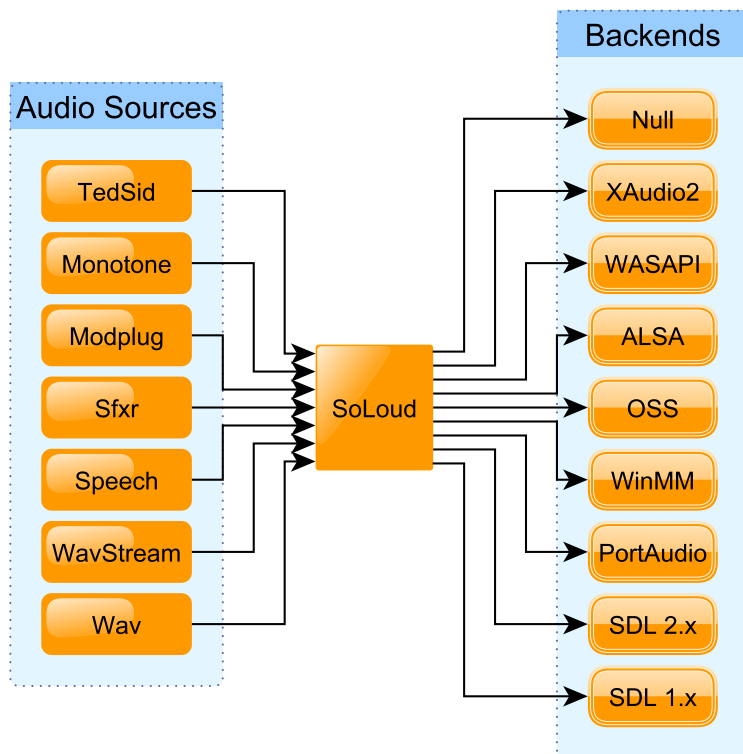 Audio Sources
TedSid
Monotone
Modplug
Sfxr
Speech
WavStream
Wav
SoLoud
Backends
Null
XAudio2
WASAPI
ALSA
OSS
WinMM
PortAudio
SDL 2.x
SDL 1.x